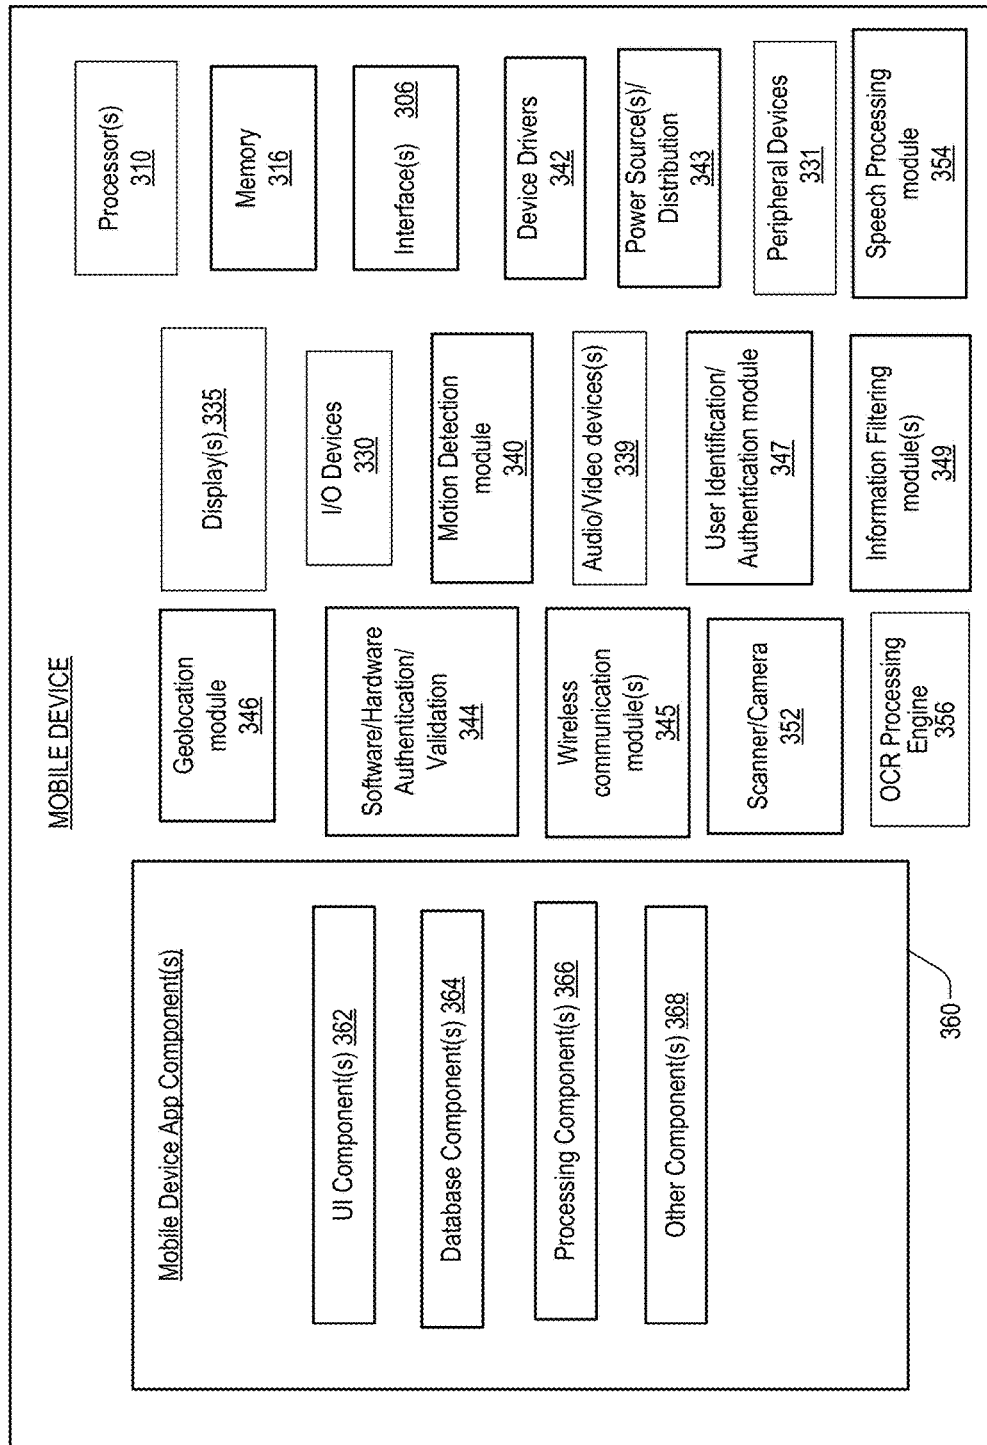 MOBILE DEVICE
Mobile Device App Component(s)
UI Component(s) 362
Database Component(s) 364
Processing Component(s) 366
Other Component(s) 368
360
Geolocation
module
346
Software/Hardware
Authentication/
Validation
344
Wireless
communication
module(s)
345
Scanner/Camera
352
OCR Processing
Engine
356
Display(s) 335
I/O Devices
330
Motion Detection
module
340
Audio/Video devices(s)
339
User Identification/
Authentication module
347
Information Filtering
module(s)
349
Processor(s)
310
Memory
316
Interface(s) 306
Device Drivers
342
Power Source(s)/
Distribution
343
Peripheral Devices
331
Speech Processing
module
354